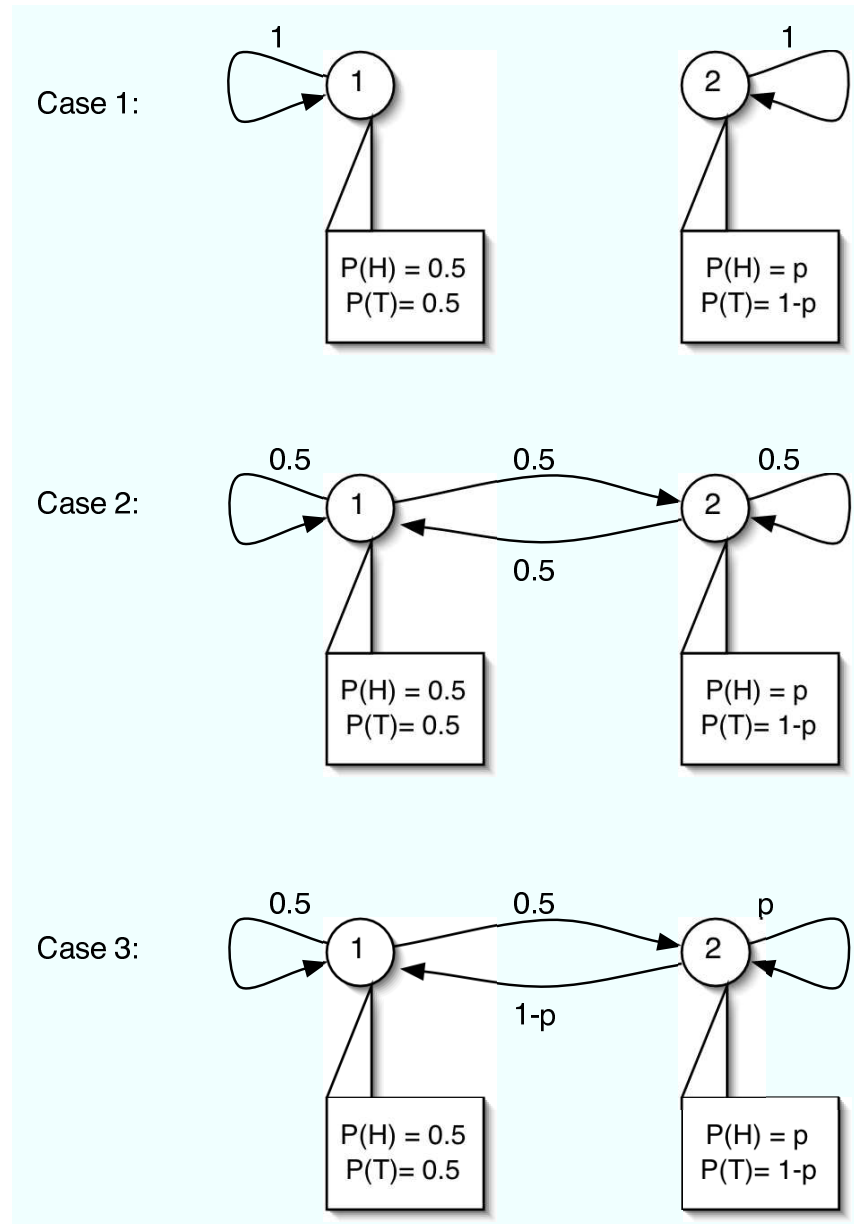 1
1
Case 1:
1
2
P(H) = 0.5
P(T)= 0.5
P(H) = p
P(T)= 1-p
0.5
0.5
0.5
Case 2:
1
2
0.5
P(H) = 0.5
P(T)= 0.5
P(H) = p
P(T)= 1-p
0.5
0.5
p
Case 3:
1
2
1-p
P(H) = 0.5
P(T)= 0.5
P(H) = p
P(T)= 1-p